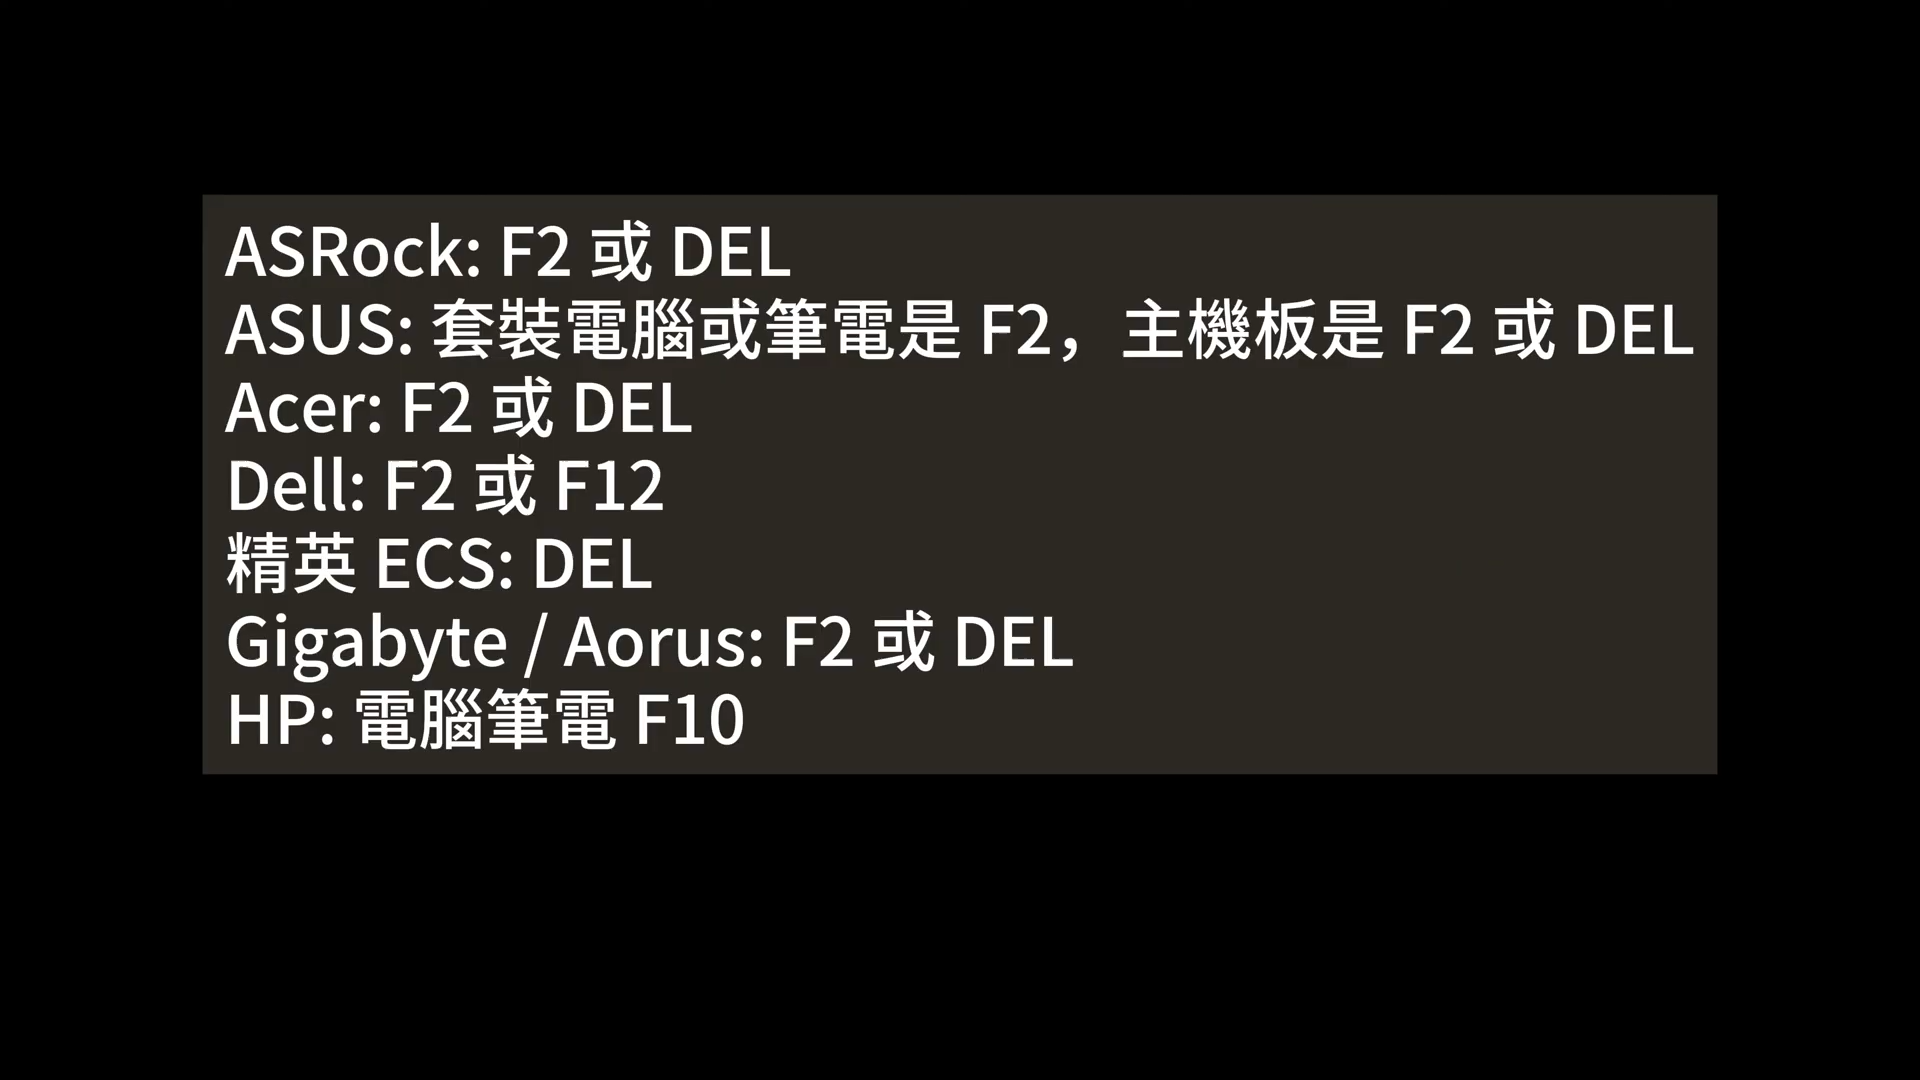 ASRock: F2 或 DEL
ASUS: 套裝電腦或筆電是 F2，主機板是 F2 或 DEL
Acer: F2 或 DEL
Dell: F2 或 F12
精英 ECS: DEL
Gigabyte / Aorus: F2 或 DEL
HP: 電腦筆電 F10